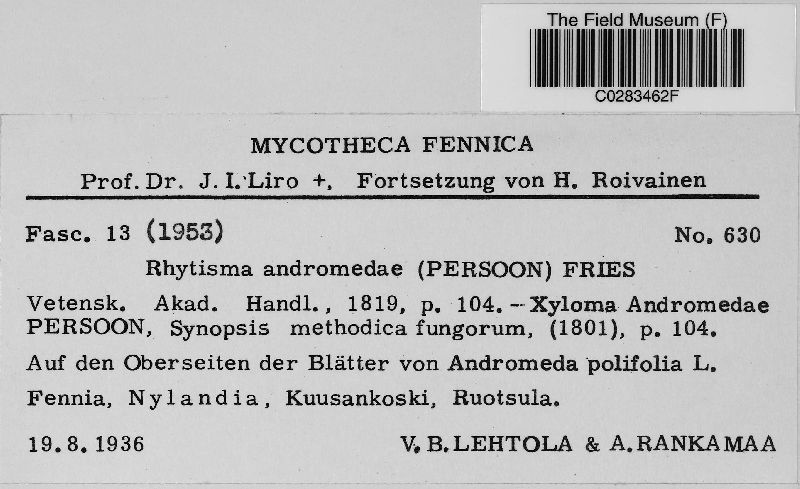 The Field Museum (F)
C0283462F
MYCOTHECA FENNICA
Prof. Dr. J. I. Liro +. Fortsetzung von H. Roivainen
Fasc. 13 (1953) No. 630
Rhytisma andromedae (PERSOON) FRIES
Vetensk. Akad. Handl., 1819, p. 104. - Xyloma Andromedae
PERSOON, Synopsis methodica fungorum, (1801), p. 104.
Auf den Oberseiten der Blätter von Andromeda polifolia L.
Fennia, Nylandia, Kuusankoski, Ruotsula.
19. 8. 1936 V. B. LEHTOLA & A. RANKAMAA